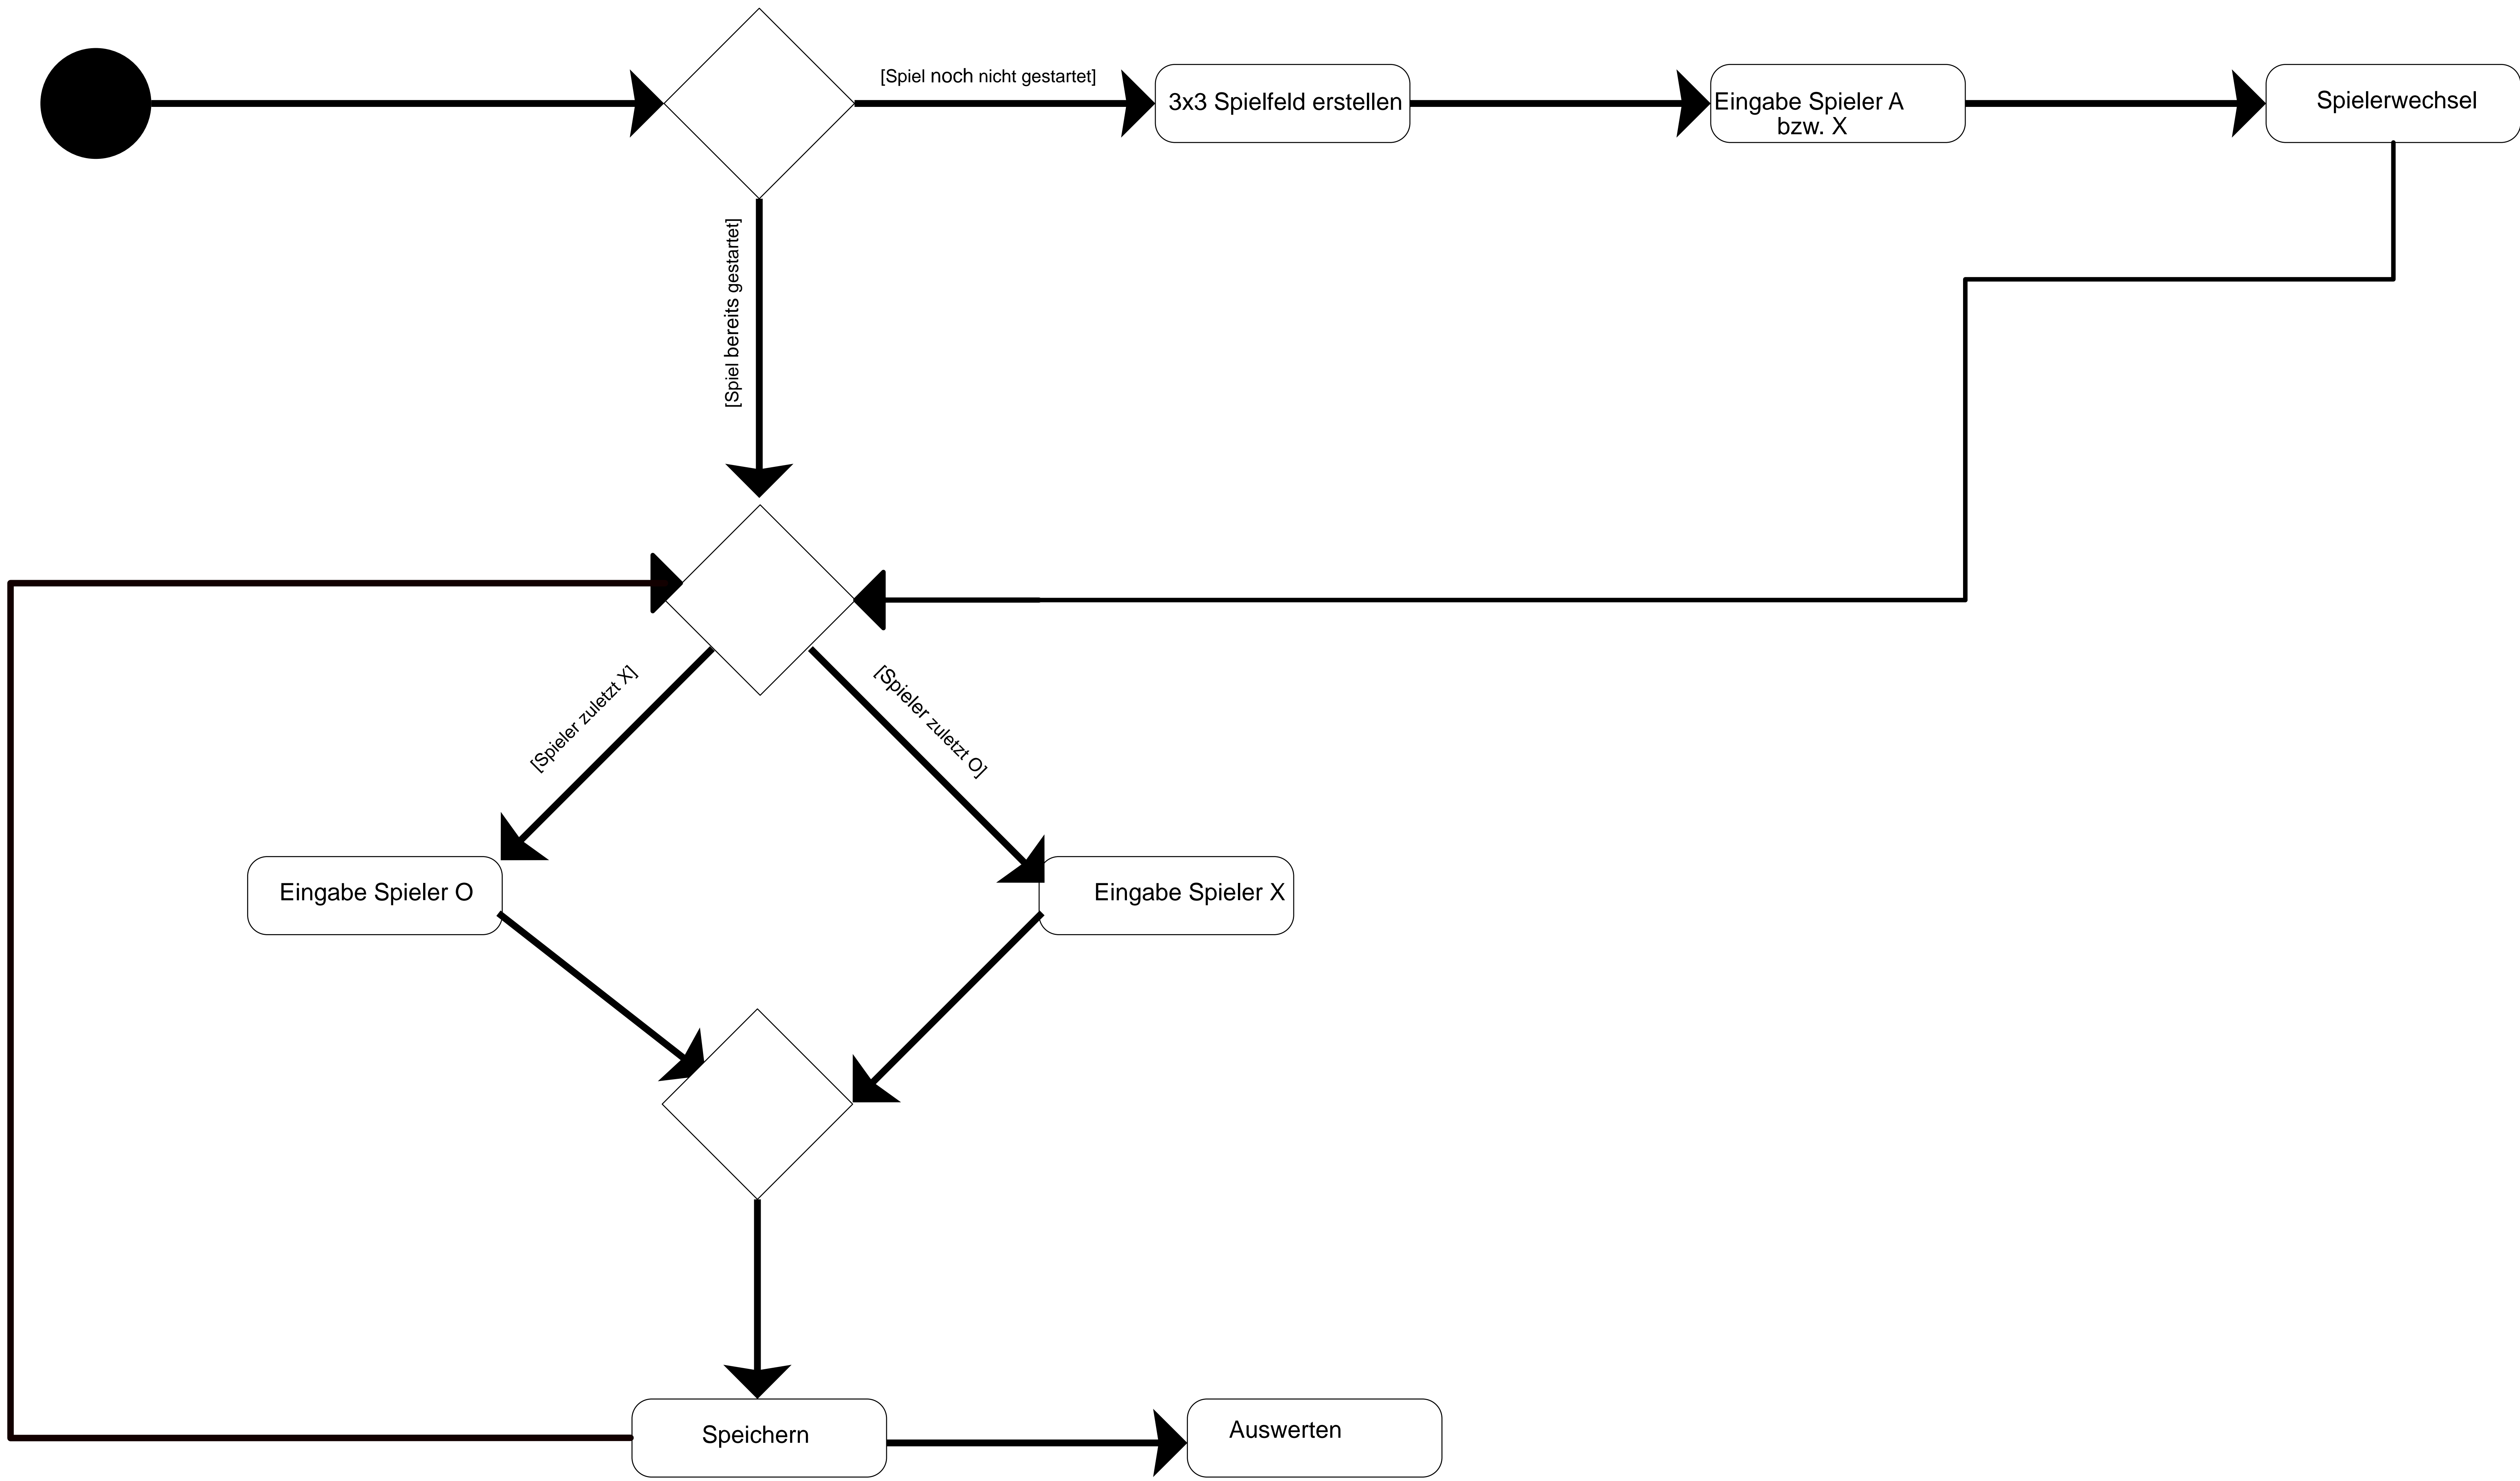 [Spiel noch nicht gestartet]
3x3 Spielfeld erstellen
Eingabe Spieler A
bzw. X
Spielerwechsel
[Spiel bereits gestartet]
[Spieler zuletzt X]
[Spieler zuletzt O]
Eingabe Spieler O
Eingabe Spieler X
Speichern
Auswerten